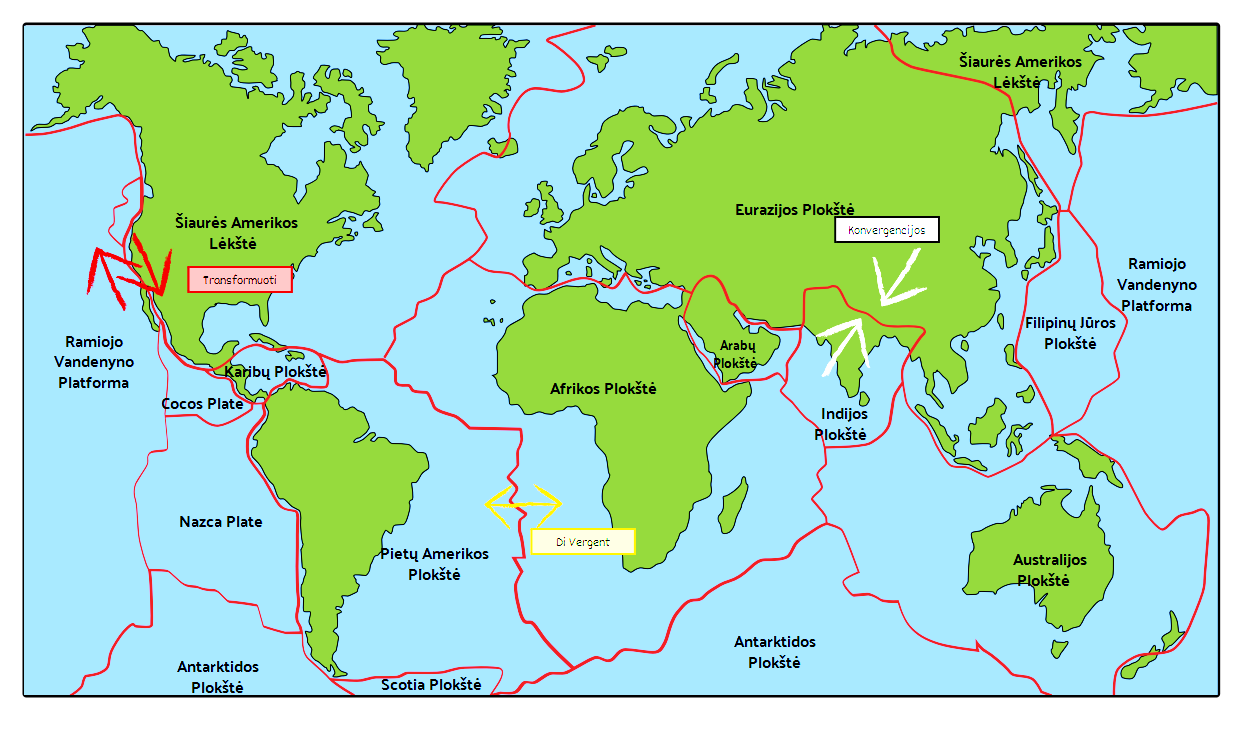 Šiaurės Amerikos
Lėkštė
Šiaurės Amerikos
Lėkštė
Eurazijos Plokštė
Konvergencijos
Transformuoti
Ramiojo
Vandenyno
Platforma
Filipinų Jūros
Plokštė
Ramiojo
Vandenyno
Platforma
Arabų
Plokštė
Karibų Plokštė
Cocos Plate
Afrikos Plokštė
Indijos
Plokštė
Nazca Plate
Di Vergent
Pietų Amerikos
Plokštė
Australijos
Plokštė
Antarktidos
Plokštė
Antarktidos
Plokštė
Scotia Plokštė